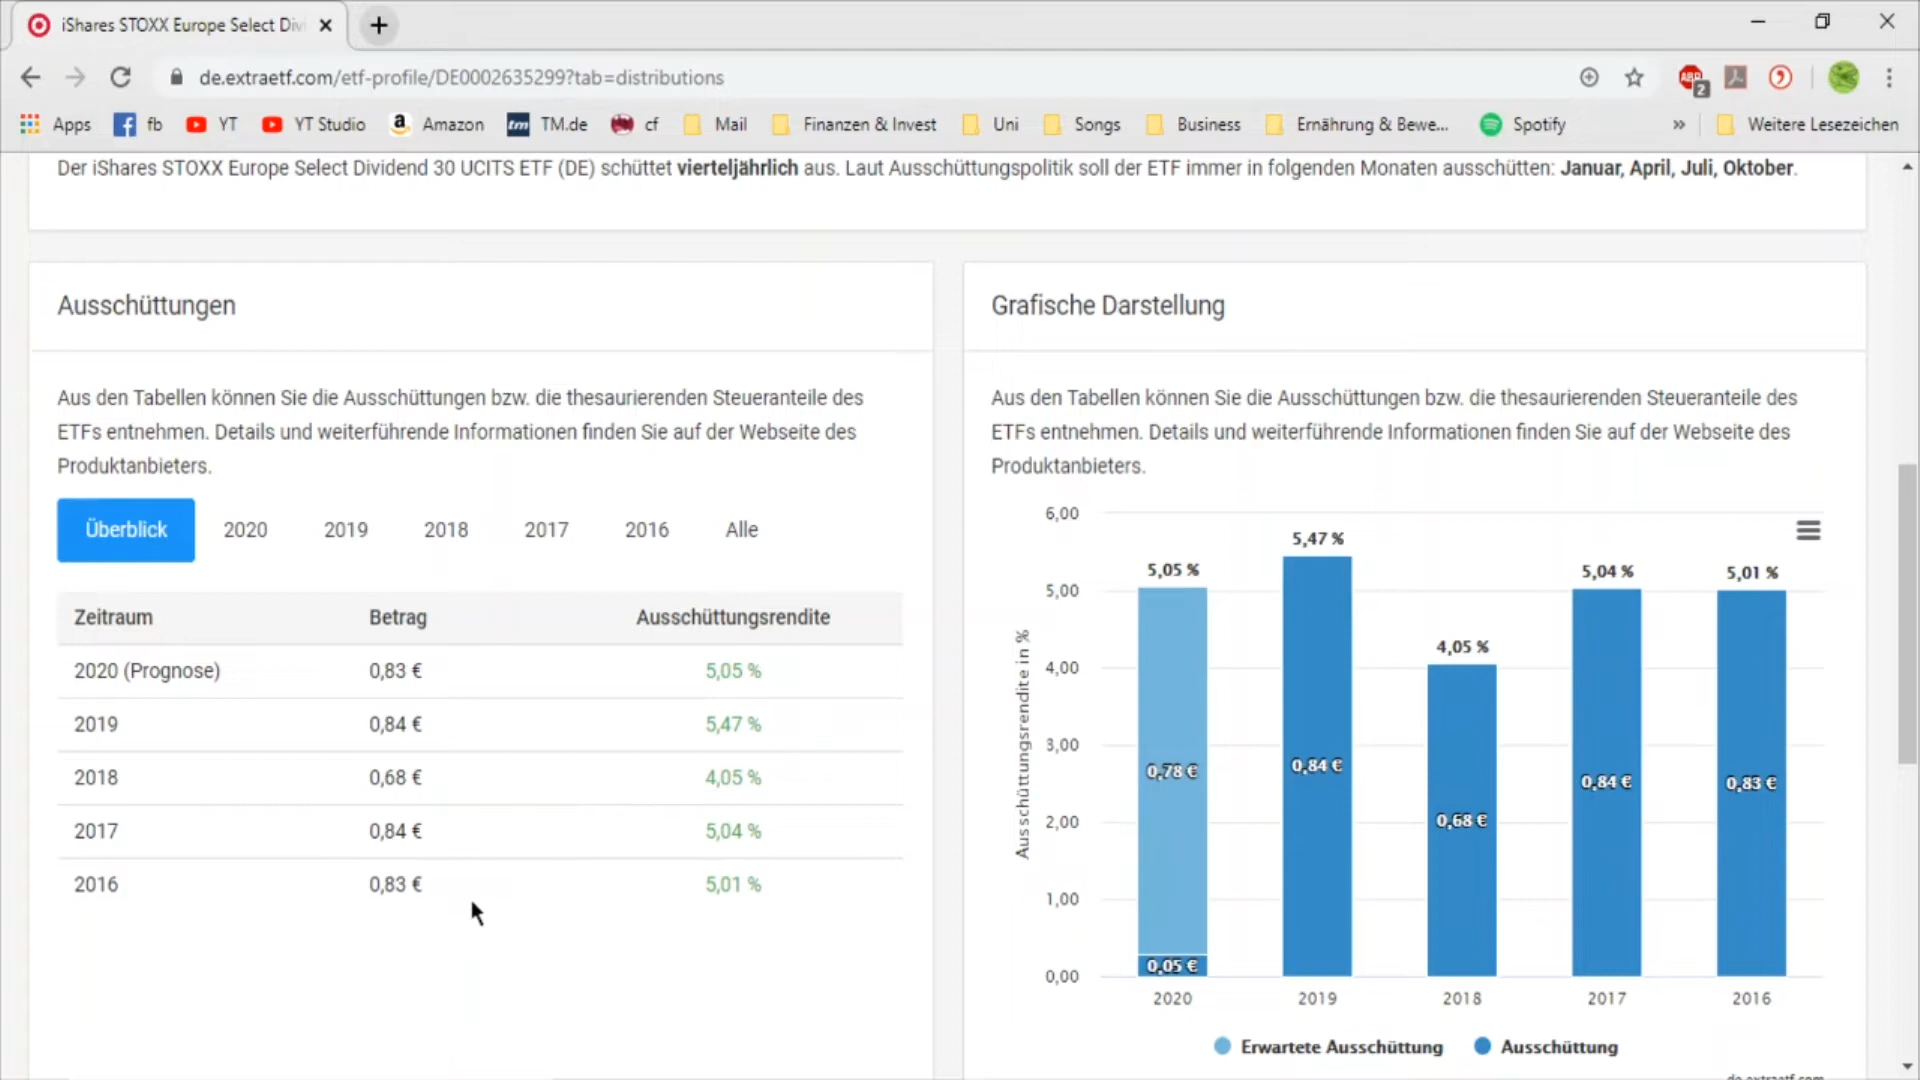 iShares STOXX Europe Select Div
de.extraetf.com/etf-profile/DE0002635299?tab=distributions
ABP 2
Apps fb YT YT Studio Amazon TM.de cf Mail Finanzen & Invest Uni Songs Business Ernährung & Bewe... Spotify » Weitere Lesezeichen
Der iShares STOXX Europe Select Dividend 30 UCITS ETF (DE) schüttet vierteljährlich aus. Laut Ausschüttungspolitik soll der ETF immer in folgenden Monaten ausschütten: Januar, April, Juli, Oktober.
Ausschüttungen
Aus den Tabellen können Sie die Ausschüttungen bzw. die thesaurierenden Steueranteile des
ETFs entnehmen. Details und weiterführende Informationen finden Sie auf der Webseite des
Produktanbieters.
Überblick 2020 2019 2018 2017 2016 Alle
Zeitraum Betrag Ausschüttungsrendite
2020 (Prognose) 0,83 € 5,05 %
2019 0,84 € 5,47 %
2018 0,68 € 4,05 %
2017 0,84 € 5,04 %
2016 0,83 € 5,01 %
Grafische Darstellung
Aus den Tabellen können Sie die Ausschüttungen bzw. die thesaurierenden Steueranteile des
ETFs entnehmen. Details und weiterführende Informationen finden Sie auf der Webseite des
Produktanbieters.
Ausschüttungsrendite in %
6,00
5,00
4,00
3,00
2,00
1,00
0,00
5,05 % 5,47 % 4,05 % 5,04 % 5,01 %
0,78 € 0,84 € 0,68 € 0,84 € 0,83 €
0,05 €
2020 2019 2018 2017 2016
Erwartete Ausschüttung Ausschüttung